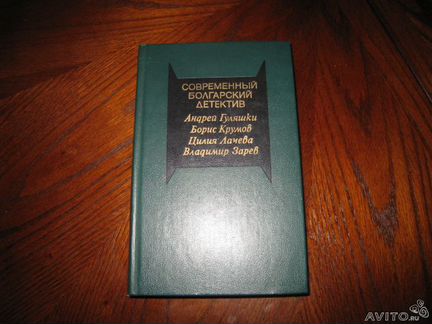 СОВРЕМЕННЫЙ
БОЛГАРСКИЙ
ДЕТЕКТИВ
Андрей Гуляшки
Борис Крумов
Цилия Лачева
Владимир Зарев
AVITO.ru